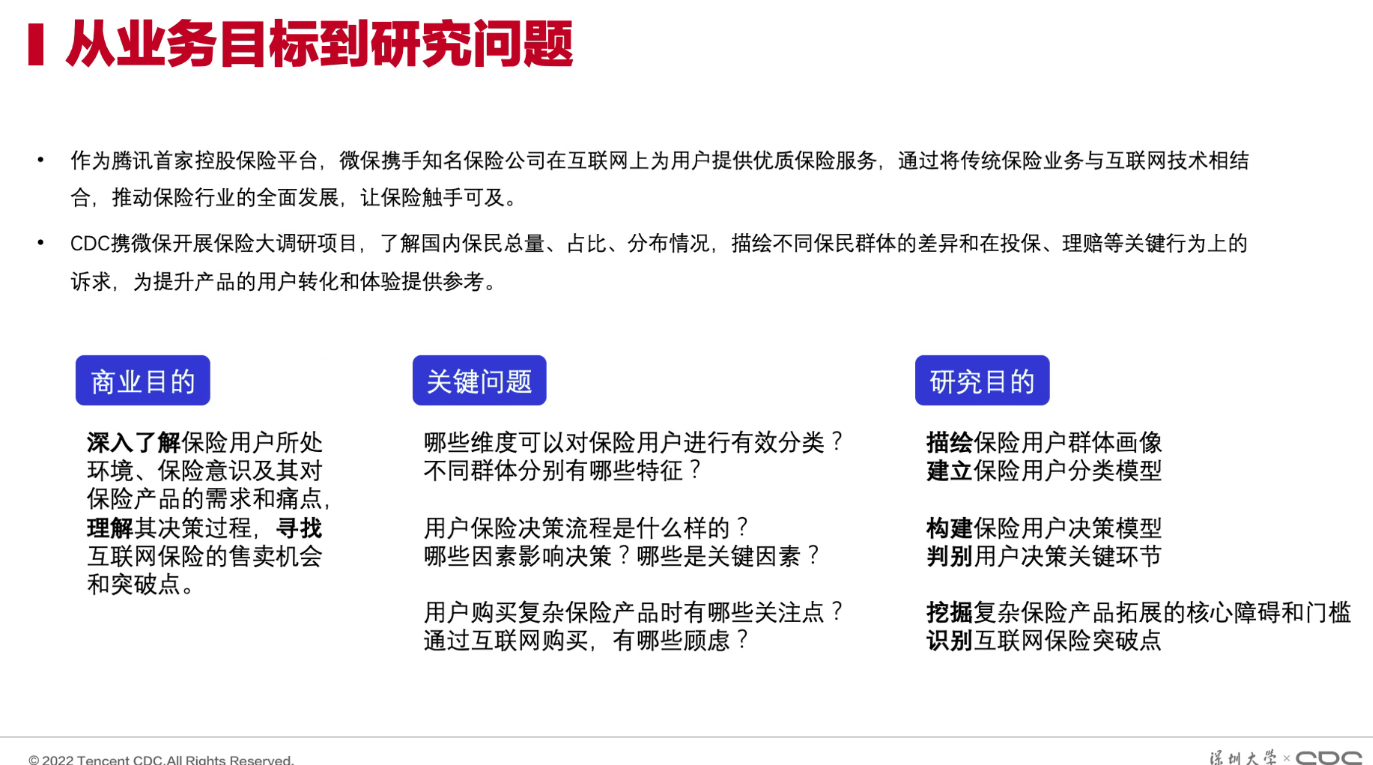 从业务目标到研究问题
• 作为腾讯首家控股保险平台，微保携手知名保险公司在互联网上为用户提供优质保险服务，通过将传统保险业务与互联网技术相结
合，推动保险行业的全面发展，让保险触手可及。
• CDC携微保开展保险大调研项目，了解国内保民总量、占比、分布情况，描绘不同保民群体的差异和在投保、理赔等关键行为上的
诉求，为提升产品的用户转化和体验提供参考。
商业目的
深入了解保险用户所处
环境、保险意识及其对
保险产品的需求和痛点，
理解其决策过程，寻找
互联网保险的售卖机会
和突破点。
关键问题
哪些维度可以对保险用户进行有效分类？
不同群体分别有哪些特征？
用户保险决策流程是什么样的？
哪些因素影响决策？哪些是关键因素？
用户购买复杂保险产品时有哪些关注点？
通过互联网购买，有哪些顾虑？
研究目的
描绘保险用户群体画像
建立保险用户分类模型
构建保险用户决策模型
判别用户决策关键环节
挖掘复杂保险产品拓展的核心障碍和门槛
识别互联网保险突破点
© 2022 Tencent CDC.All Rights Reserved.
深圳大学 × CDC